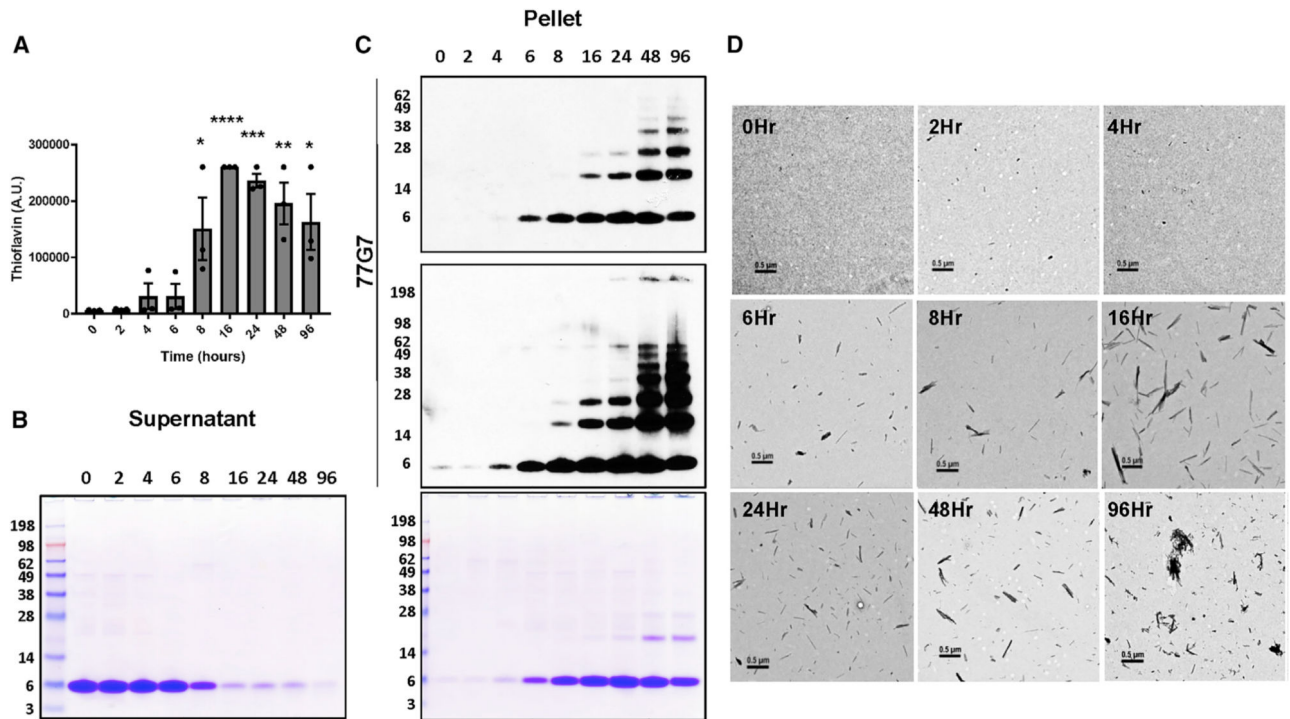 A
****
***
*
**
*
300000
200000
100000
0
Thioflavin (A.U.)
0 2 4 6 8 16 24 48 96
Time (hours)
B
Supernatant
0 2 4 6 8 16 24 48 96
198
98
62
49
38
28
14
6
3
C
Pellet
0 2 4 6 8 16 24 48 96
77G7
62
49
38
28
14
6
198
98
62
49
38
28
14
6
198
98
62
49
38
28
14
6
3
D
0Hr 2Hr 4Hr
0.5 µm 0.5 µm 0.5 µm
6Hr 8Hr 16Hr
0.5 µm 0.5 µm 0.5 µm
24Hr 48Hr 96Hr
0.5 µm 0.5 µm 0.5 µm